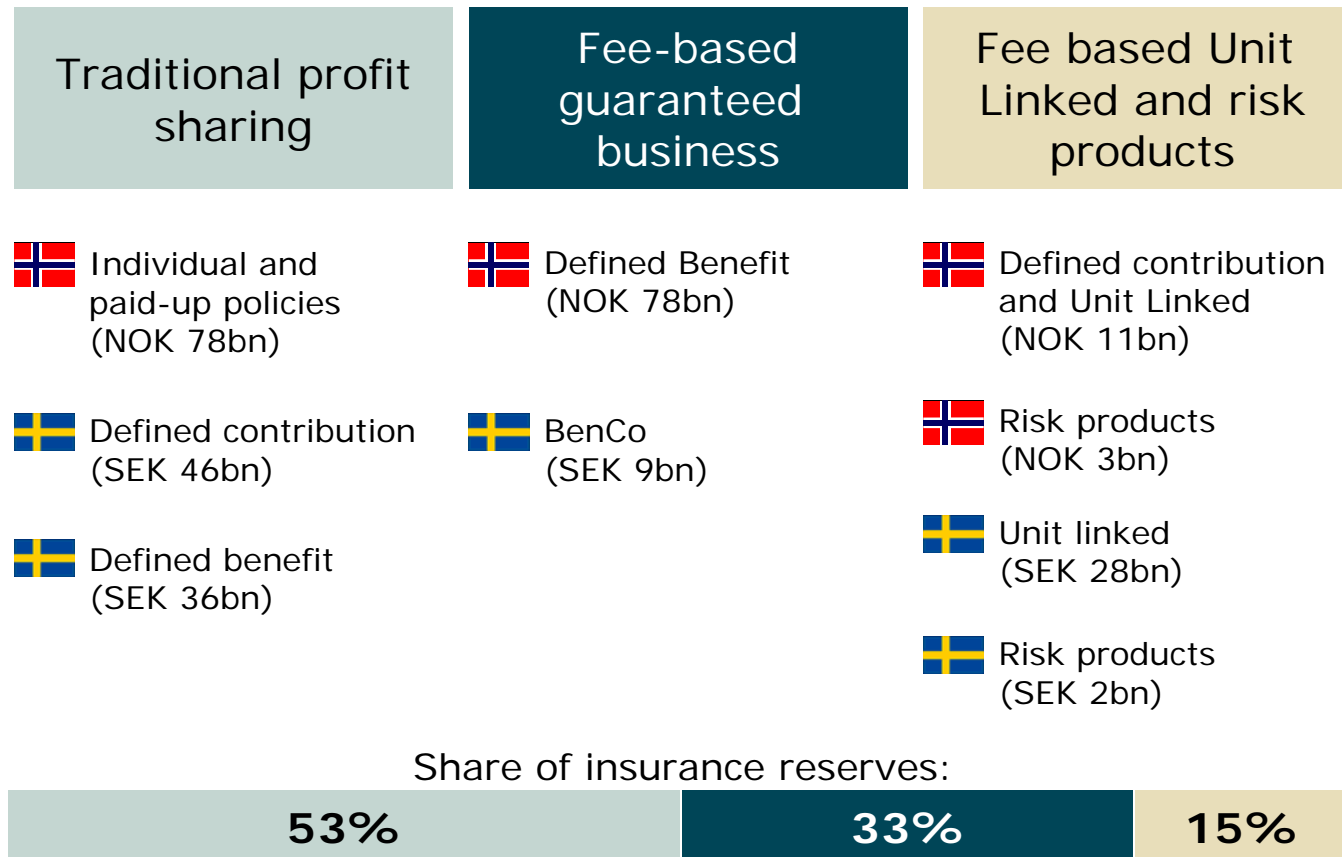 Traditional profit
sharing
Fee-based
guaranteed
business
Fee based Unit
Linked and risk
products
Individual and
paid-up policies
(NOK 78bn)
Defined contribution
(SEK 46bn)
Defined benefit
(SEK 36bn)
Defined Benefit
(NOK 78bn)
BenCo
(SEK 9bn)
Defined contribution
and Unit Linked
(NOK 11bn)
Risk products
(NOK 3bn)
Unit linked
(SEK 28bn)
Risk products
(SEK 2bn)
Share of insurance reserves:
53%
33%
15%